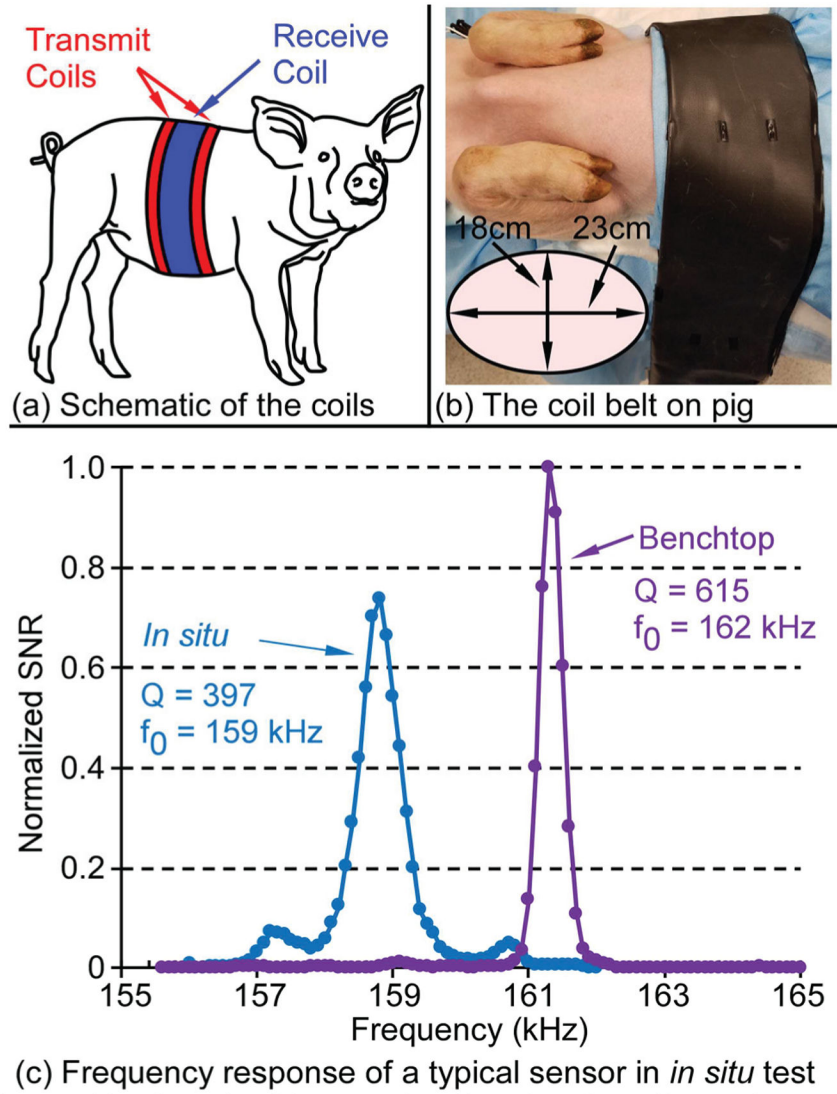 Transmit
Coils
Receive
Coil
(a) Schematic of the coils
18cm 23cm
(b) The coil belt on pig
1.0
0.8
0.6
0.4
0.2
0
Normalized SNR
In situ
Q = 397
f0 = 159 kHz
Benchtop
Q = 615
f0 = 162 kHz
155 157 159 161 163 165
Frequency (kHz)
(c) Frequency response of a typical sensor in in situ test